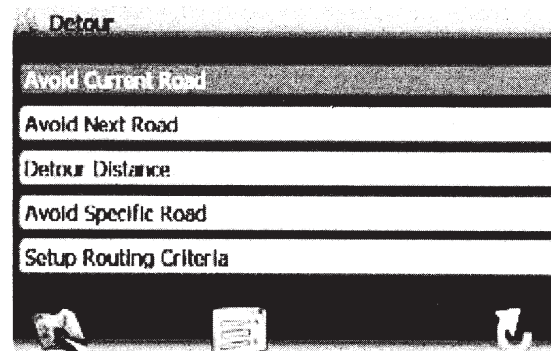 Detour
Avoid Current Road
Avoid Next Road
Detour Distance
Avoid Specific Road
Setup Routing Criteria